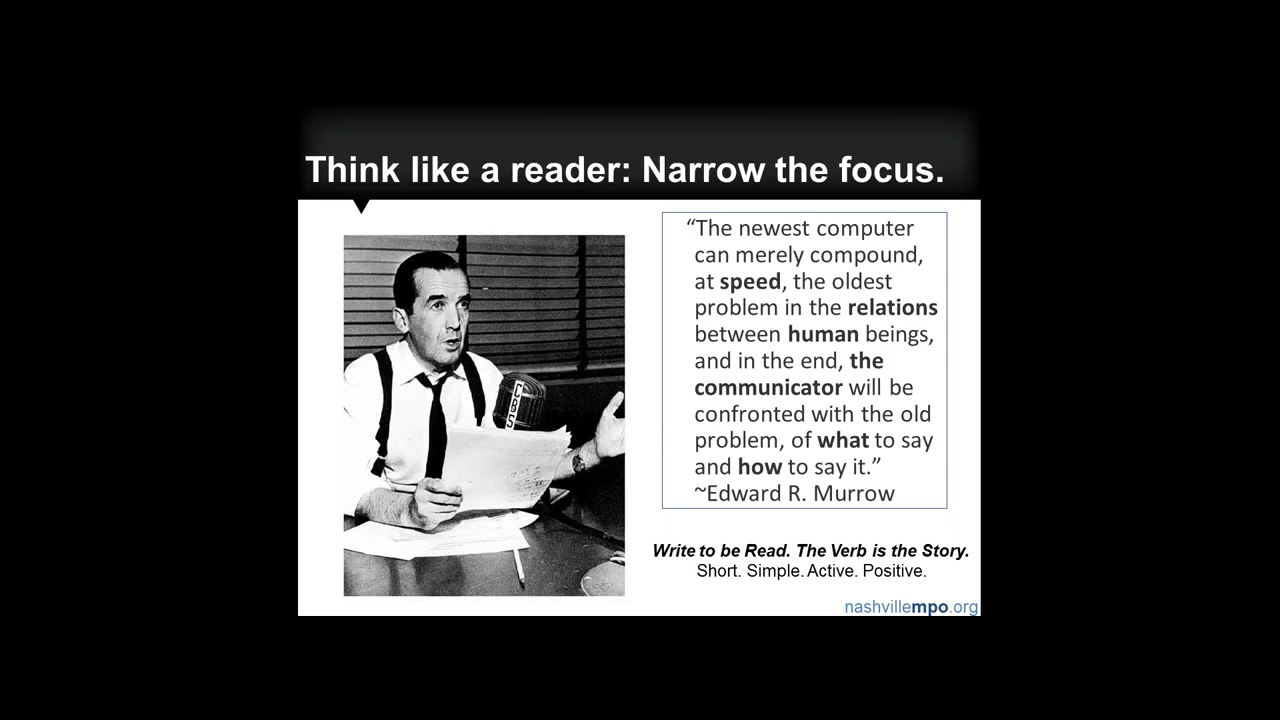 Think like a reader: Narrow the focus.
“The newest computer
can merely compound,
at speed, the oldest
problem in the relations
between human beings,
and in the end, the
communicator will be
confronted with the old
problem, of what to say
and how to say it.”
~Edward R. Murrow
CBS
Write to be Read. The Verb is the Story.
Short. Simple. Active. Positive.
nashvillempo.org